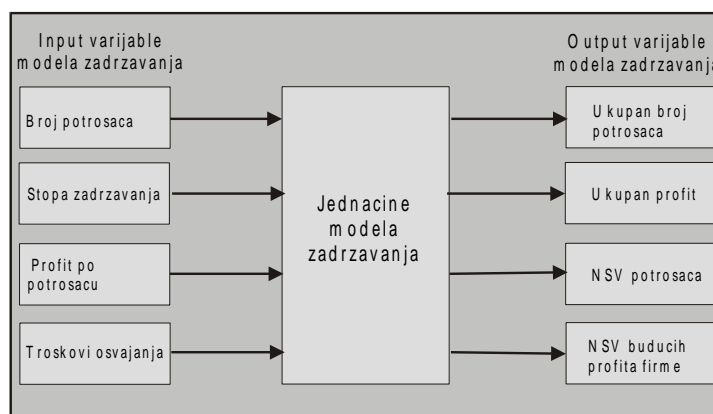 Input varijable
modela zadrzavanja
Broj potrosaca
Stopa zadrzavanja
Profit po
potrosacu
Troskovi osvajanja
Jednacine
modela
zadrzavanja
Output varijable
modela zadrzavanja
Ukupan broj
potrosaca
Ukupan profit
NSV potrosaca
NSV buducih
profita firme